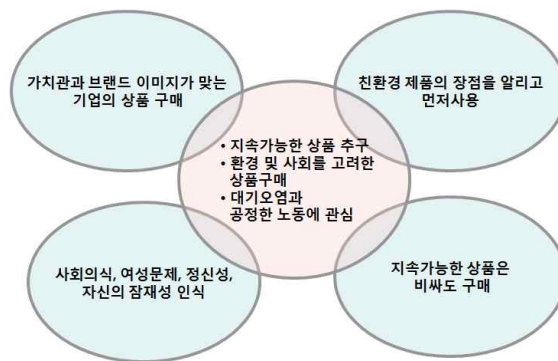 가치관과 브랜드 이미지가 맞는
기업의 상품 구매
친환경 제품의 장점을 알리고
먼저사용
• 지속가능한 상품 추구
• 환경 및 사회를 고려한
상품구매
• 대기오염과
공정한 노동에 관심
사회의식, 여성문제, 정신성,
자신의 잠재성 인식
지속가능한 상품은
비싸도 구매